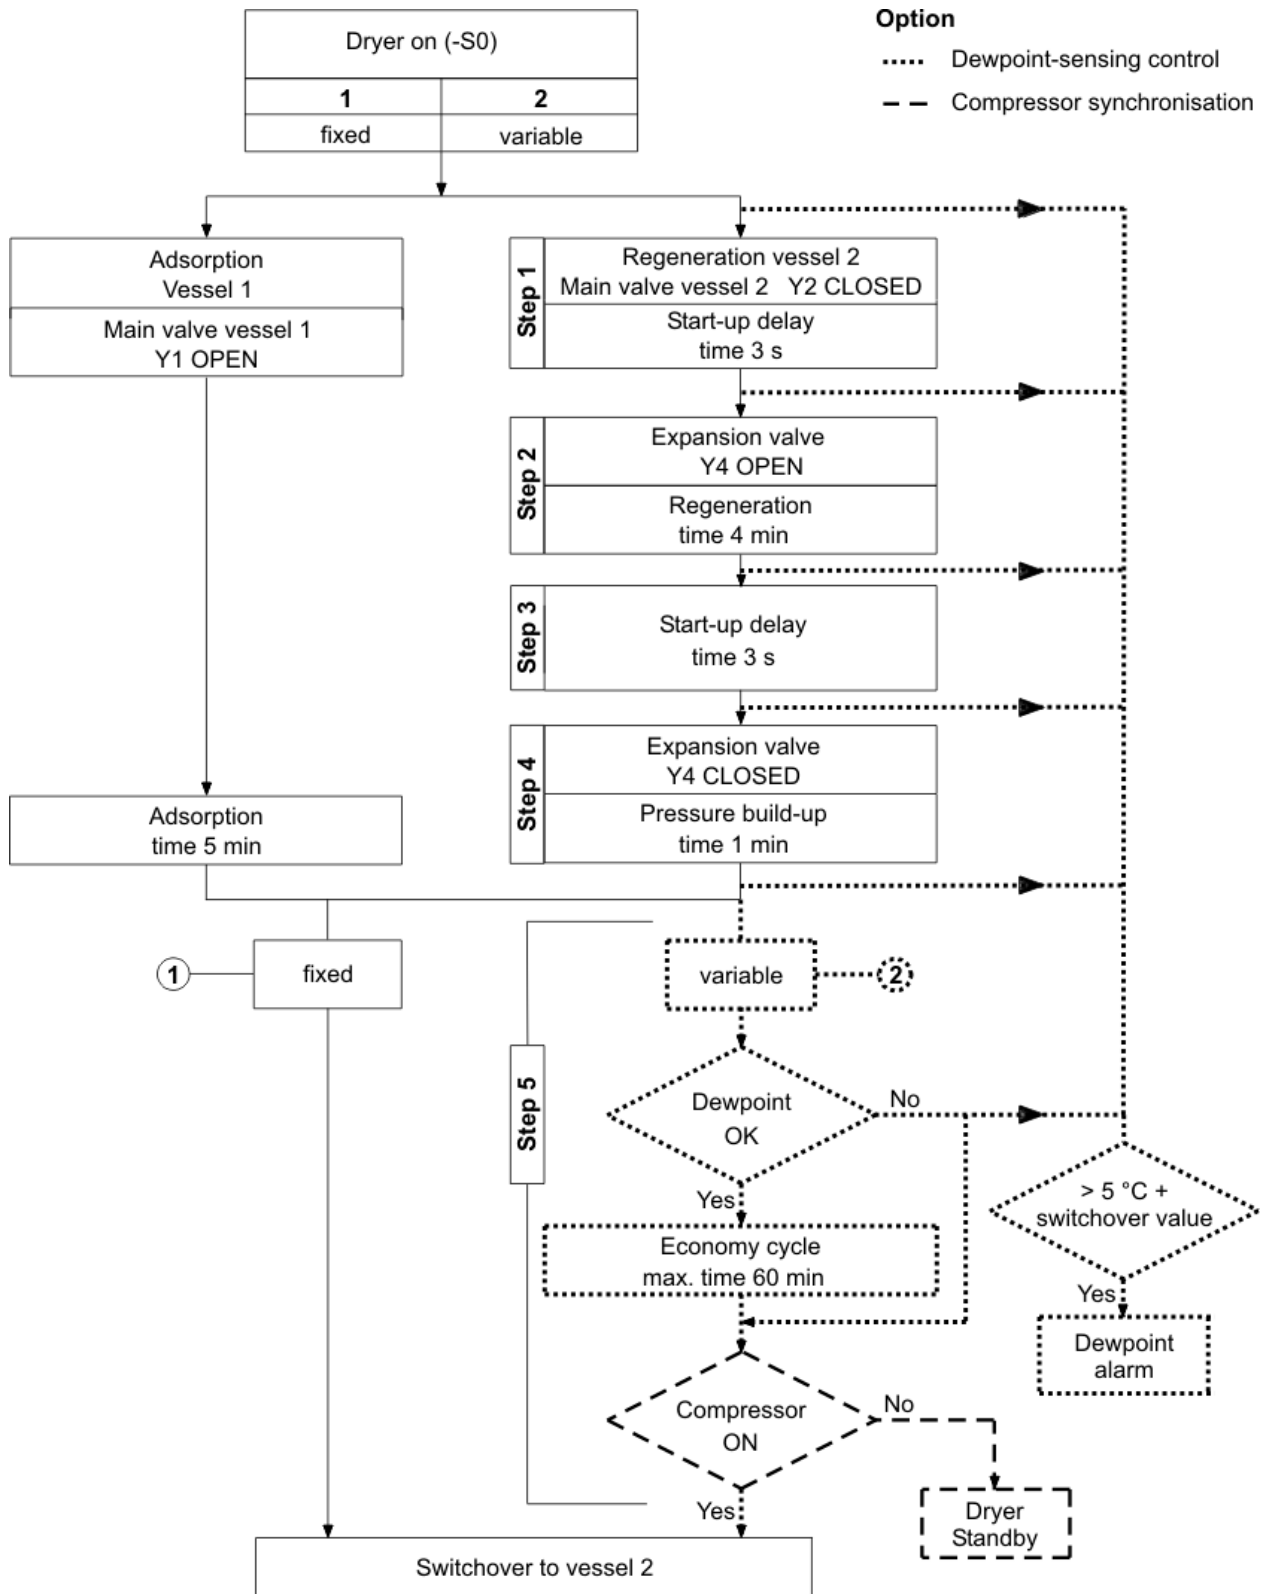 Option
Dewpoint-sensing control
Compressor synchronisation
Dryer on (-S0)
1
2
fixed
variable
Adsorption
Vessel 1
Main valve vessel 1
Y1 OPEN
Step 1
Regeneration vessel 2
Main valve vessel 2 Y2 CLOSED
Start-up delay
time 3 s
Step 2
Expansion valve
Y4 OPEN
Regeneration
time 4 min
Step 3
Start-up delay
time 3 s
Step 4
Expansion valve
Y4 CLOSED
Pressure build-up
time 1 min
Adsorption
time 5 min
1
fixed
variable
2
Step 5
Dewpoint
OK
No
Yes
> 5 °C +
switchover value
Yes
Dewpoint
alarm
Economy cycle
max. time 60 min
Compressor
ON
No
Yes
Dryer
Standby
Switchover to vessel 2